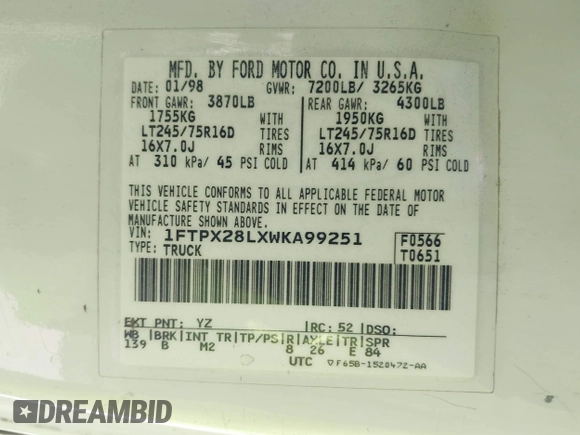 MFD. BY FORD MOTOR CO. IN U.S.A.
DATE: 01/98 GVWR: 7200LB/ 3265KG
FRONT GAWR: 3870LB REAR GAWR: 4300LB
1755KG WITH 1950KG WITH
LT245/75R16D TIRES LT245/75R16D TIRES
16X7.0J RIMS 16X7.0J RIMS
AT 310 kPa/ 45 PSI COLD AT 414 kPa/ 60 PSI COLD
THIS VEHICLE CONFORMS TO ALL APPLICABLE FEDERAL MOTOR
VEHICLE SAFETY STANDARDS IN EFFECT ON THE DATE OF
MANUFACTURE SHOWN ABOVE.
VIN: 1FTPX28LXWKA99251 F0566
TYPE: TRUCK T0651
EXT PNT: YZ RC: 52 DSO:
WB BRK INT TR TP/PS R AXLE TR SPR
139 B M2 8 26 E 84
UTC ▽F65B-1520472-AA
DREAMBID